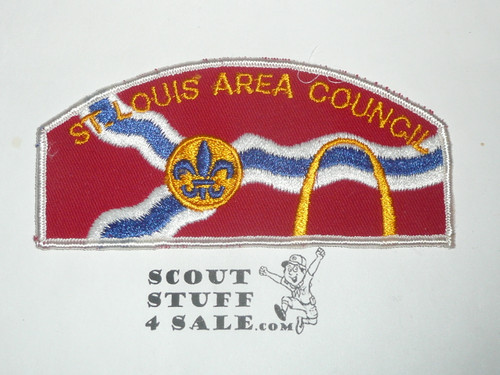 ST. LOUIS AREA COUNCIL
SCOUT
STUFF
4 SALE.com